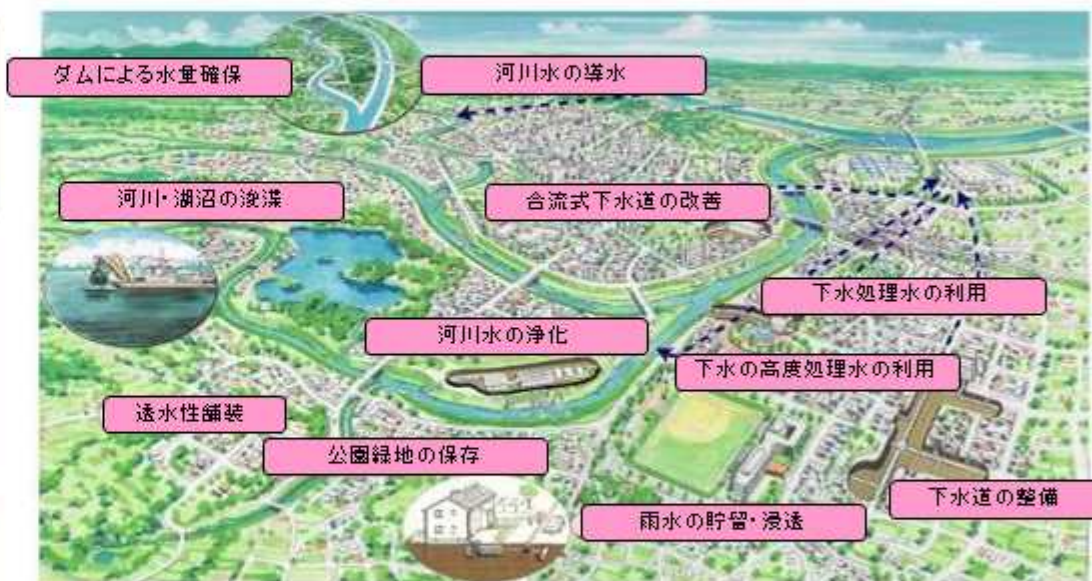 ダムによる水量確保
河川水の導水
河川・湖沼の浚渫
合流式下水道の改善
下水処理水の利用
河川水の浄化
下水の高度処理水の利用
透水性舗装
公園緑地の保存
下水道の整備
雨水の貯留・浸透